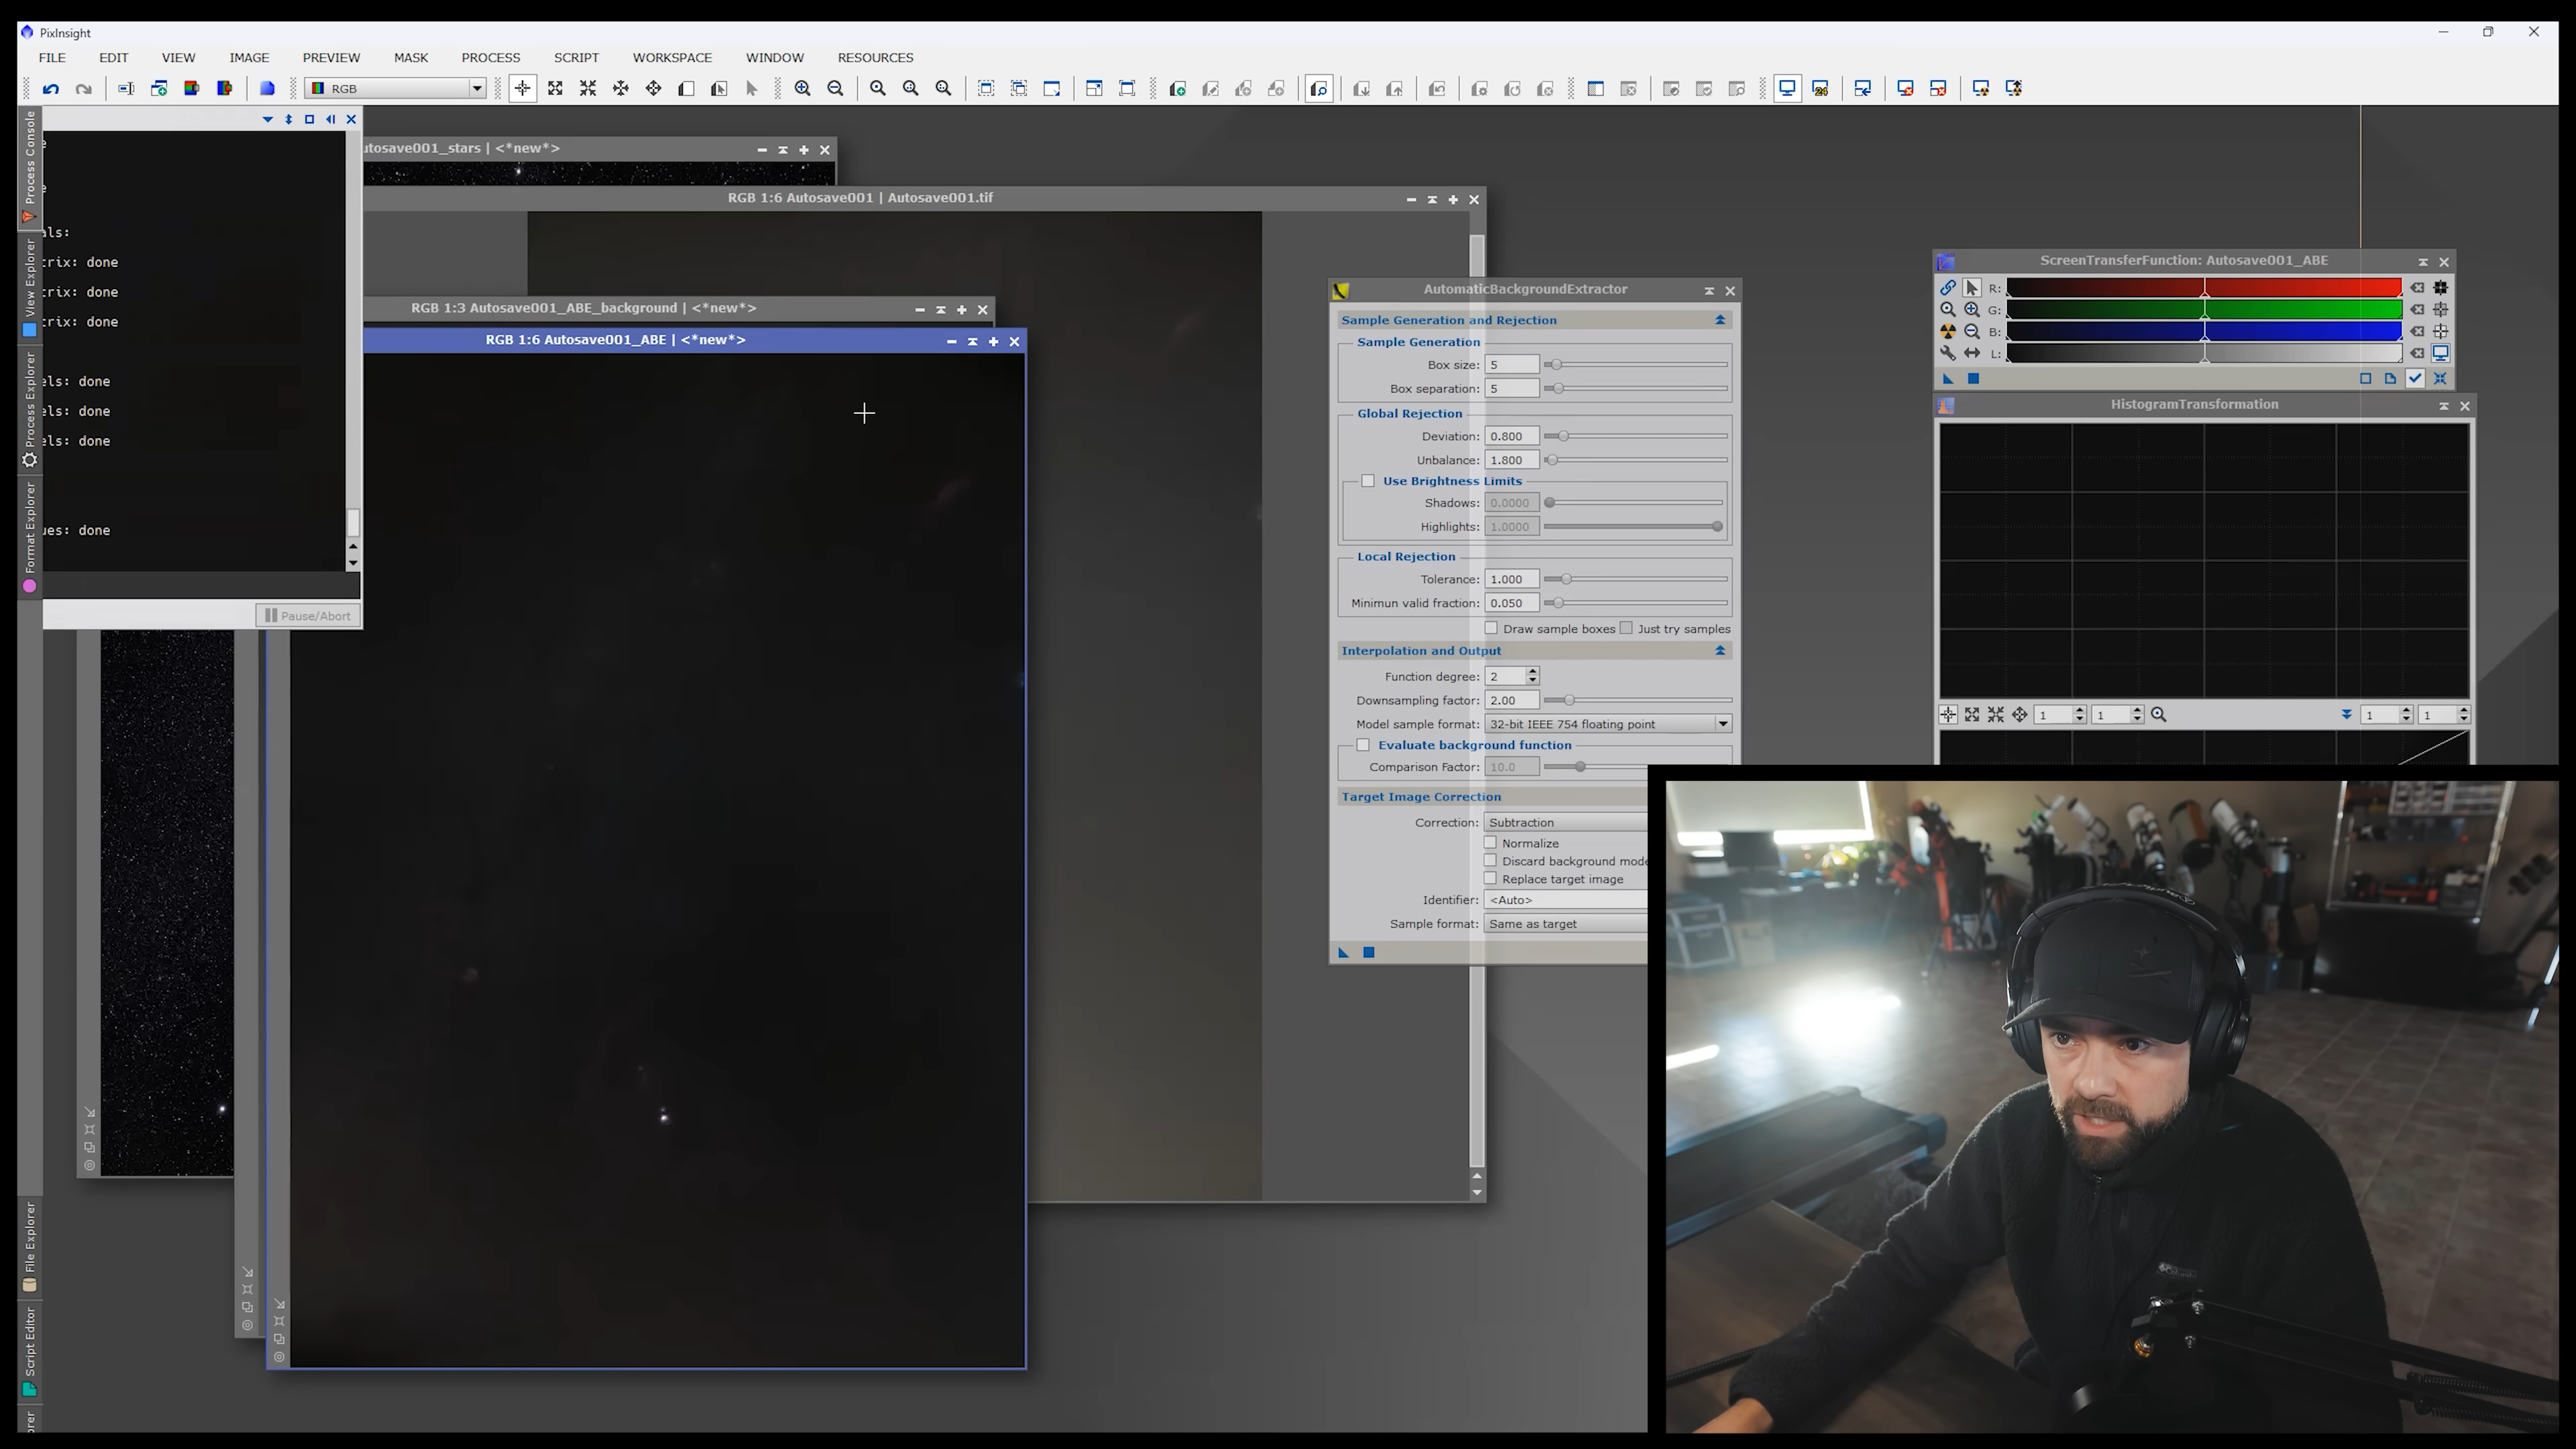 PixInsight
FILE EDIT VIEW IMAGE PREVIEW MASK PROCESS SCRIPT WORKSPACE WINDOW RESOURCES
RGB
24
Process Console
View Explorer
Process Explorer
Format Explorer
File Explorer
Script Editor
als:
trix: done
trix: done
trix: done
els: done
els: done
els: done
ues: done
Pause/Abort
utosave001_stars | <*new*>
RGB 1:6 Autosave001 | Autosave001.tif
RGB 1:3 Autosave001_ABE_background | <*new*>
RGB 1:6 Autosave001_ABE | <*new*>
AutomaticBackgroundExtractor
Sample Generation and Rejection
Sample Generation
Box size: 5
Box separation: 5
Global Rejection
Deviation: 0.800
Unbalance: 1.800
Use Brightness Limits
Shadows: 0.0000
Highlights: 1.0000
Local Rejection
Tolerance: 1.000
Minimun valid fraction: 0.050
Draw sample boxes Just try samples
Interpolation and Output
Function degree: 2
Downsampling factor: 2.00
Model sample format: 32-bit IEEE 754 floating point
Evaluate background function
Comparison Factor: 10.0
Target Image Correction
Correction: Subtraction
Normalize
Discard background mode
Replace target image
Identifier: <Auto>
Sample format: Same as target
ScreenTransferFunction: Autosave001_ABE
R:
G:
B:
L:
HistogramTransformation
1 1 1 1